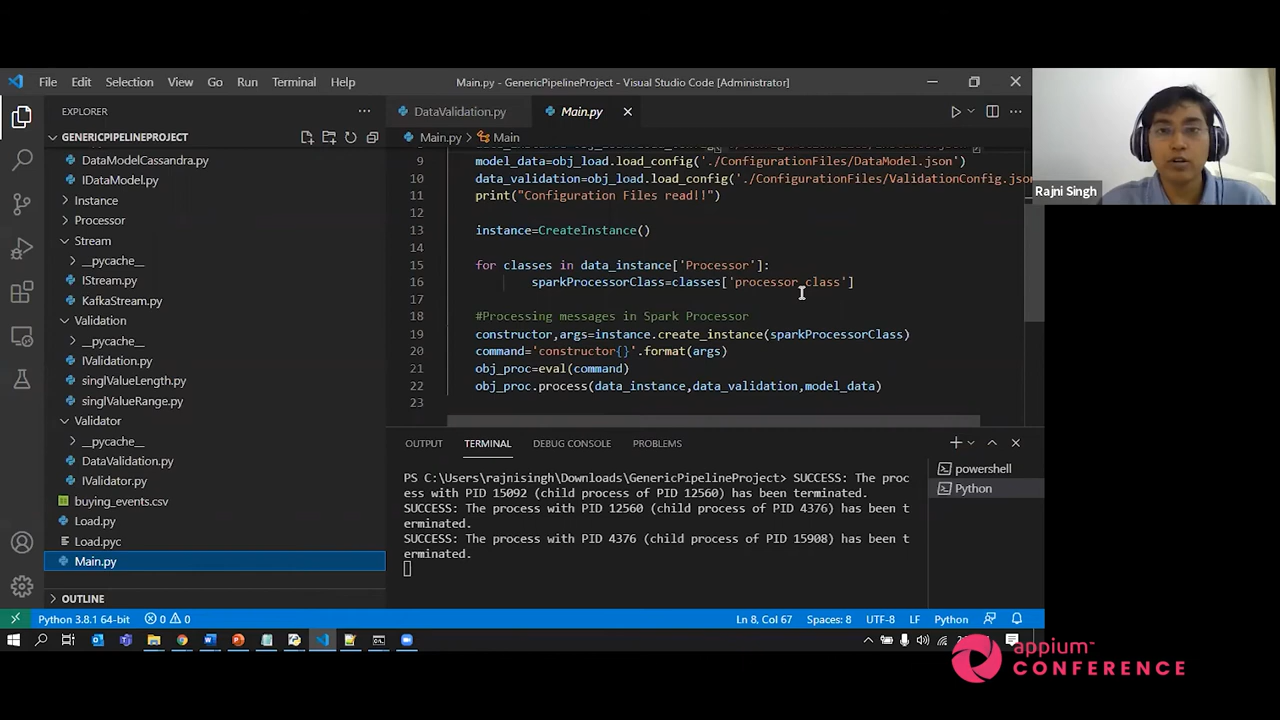 File Edit Selection View Go Run Terminal Help
Main.py - GenericPipelineProject - Visual Studio Code [Administrator]
EXPLORER
GENERICPIPELINEPROJECT
DataModelCassandra.py
IDataModel.py
Instance
Processor
Stream
__pycache__
IStream.py
KafkaStream.py
Validation
__pycache__
IValidation.py
singlValueLength.py
singlValueRange.py
Validator
__pycache__
DataValidation.py
IValidator.py
buying_events.csv
Load.py
Load.pyc
Main.py
OUTLINE
DataValidation.py
Main.py
Main.py > Main
9 model_data=obj_load.load_config('./ConfigurationFiles/DataModel.json')
10 data_validation=obj_load.load_config('./ConfigurationFiles/ValidationConfig.json
11 print("Configuration Files read!!")
12
13 instance=CreateInstance()
14
15 for classes in data_instance['Processor']:
16 sparkProcessorClass=classes['processor_class']
17
18 #Processing messages in Spark Processor
19 constructor,args=instance.create_instance(sparkProcessorClass)
20 command='constructor{}'.format(args)
21 obj_proc=eval(command)
22 obj_proc.process(data_instance,data_validation,model_data)
23
OUTPUT TERMINAL DEBUG CONSOLE PROBLEMS
PS C:\Users\rajnisingh\Downloads\GenericPipelineProject> SUCCESS: The proc
ess with PID 15092 (child process of PID 12560) has been terminated.
SUCCESS: The process with PID 12560 (child process of PID 4376) has been t
erminated.
SUCCESS: The process with PID 4376 (child process of PID 15908) has been t
erminated.
powershell
Python
Python 3.8.1 64-bit 0 0
Ln 8, Col 67 Spaces: 8 UTF-8 LF Python
Rajni Singh
appium
CONFERENCE